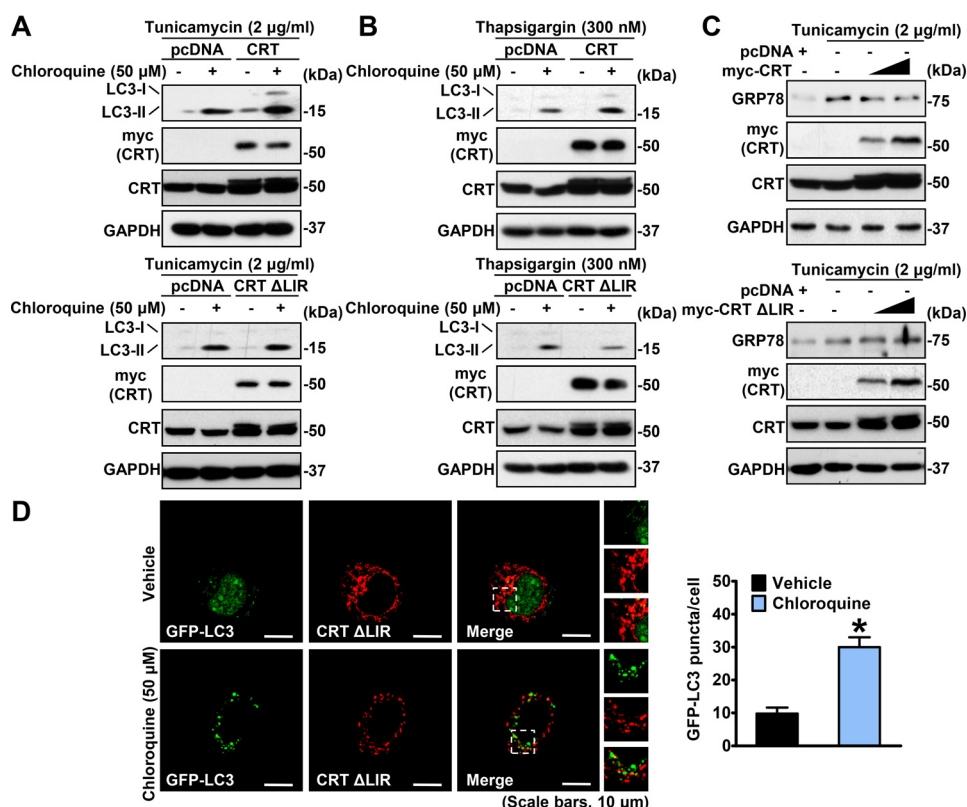 A
Tunicamycin (2 µg/ml)
pcDNA CRT
Chloroquine (50 µM) - + - + (kDa)
LC3-I
LC3-II -15
myc
(CRT) -50
CRT -50
GAPDH -37
Tunicamycin (2 µg/ml)
pcDNA CRT ΔLIR
Chloroquine (50 µM) - + - + (kDa)
LC3-I
LC3-II -15
myc
(CRT) -50
CRT -50
GAPDH -37
B
Thapsigargin (300 nM)
pcDNA CRT
Chloroquine (50 µM) - + - + (kDa)
LC3-I
LC3-II -15
myc
(CRT) -50
CRT -50
GAPDH -37
Thapsigargin (300 nM)
pcDNA CRT ΔLIR
Chloroquine (50 µM) - + - + (kDa)
LC3-I
LC3-II -15
myc
(CRT) -50
CRT -50
GAPDH -37
C
Tunicamycin (2 µg/ml)
pcDNA + - - -
myc-CRT - - (kDa)
GRP78 -75
myc
(CRT) -50
CRT -50
GAPDH -37
Tunicamycin (2 µg/ml)
pcDNA + - - -
myc-CRT ΔLIR - - (kDa)
GRP78 -75
myc
(CRT) -50
CRT -50
GAPDH -37
D
Vehicle
GFP-LC3 CRT ΔLIR Merge
Chloroquine (50 µM)
GFP-LC3 CRT ΔLIR Merge
(Scale bars, 10 µm)
Vehicle
Chloroquine
GFP-LC3 puncta/cell
50
40
30
20
10
0
*